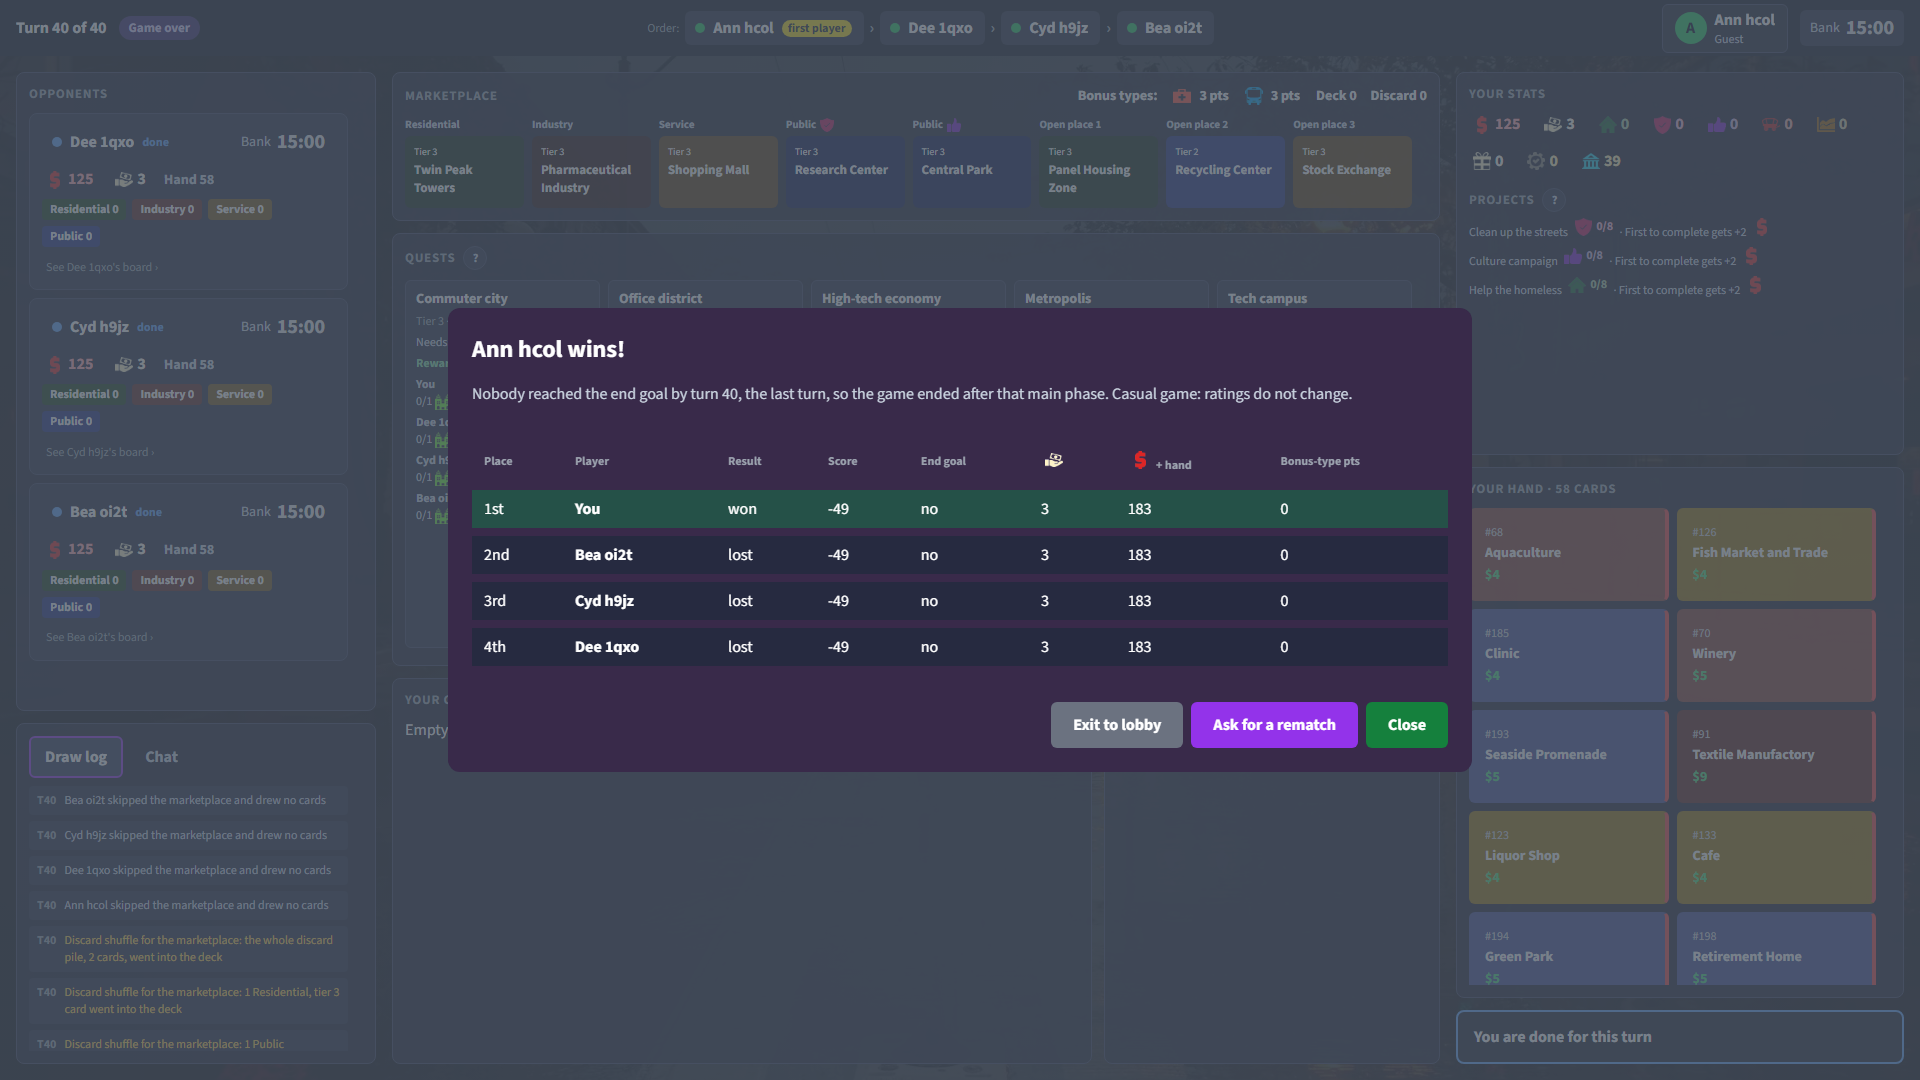 Turn 40 of 40 Game over
Order: Ann hcol first player › Dee 1qxo › Cyd h9jz › Bea oi2t
A Ann hcol
Guest
Bank 15:00
OPPONENTS
Dee 1qxo done Bank 15:00
125 3 Hand 58
Residential 0 Industry 0 Service 0
Public 0
See Dee 1qxo's board ›
Cyd h9jz done Bank 15:00
125 3 Hand 58
Residential 0 Industry 0 Service 0
Public 0
See Cyd h9jz's board ›
Bea oi2t done Bank 15:00
125 3 Hand 58
Residential 0 Industry 0 Service 0
Public 0
See Bea oi2t's board ›
Draw log Chat
T40 Bea oi2t skipped the marketplace and drew no cards
T40 Cyd h9jz skipped the marketplace and drew no cards
T40 Dee 1qxo skipped the marketplace and drew no cards
T40 Ann hcol skipped the marketplace and drew no cards
T40 Discard shuffle for the marketplace: the whole discard
pile, 2 cards, went into the deck
T40 Discard shuffle for the marketplace: 1 Residential, tier 3
card went into the deck
T40 Discard shuffle for the marketplace: 1 Public
MARKETPLACE
Bonus types: 3 pts 3 pts Deck 0 Discard 0
Residential
Tier 3
Twin Peak
Towers
Industry
Tier 3
Pharmaceutical
Industry
Service
Tier 3
Shopping Mall
Public
Tier 3
Research Center
Public
Tier 3
Central Park
Open place 1
Tier 3
Panel Housing
Zone
Open place 2
Tier 2
Recycling Center
Open place 3
Tier 3
Stock Exchange
QUESTS ?
Commuter city Office district High-tech economy Metropolis Tech campus
Tier 3
Needs
You
0/1
0/1
0/1
0/1
Empty
Ann hcol wins!
Nobody reached the end goal by turn 40, the last turn, so the game ended after that main phase. Casual game: ratings do not change.
Place Player Result Score End goal + hand Bonus-type pts
1st You won -49 no 3 183 0
2nd Bea oi2t lost -49 no 3 183 0
3rd Cyd h9jz lost -49 no 3 183 0
4th Dee 1qxo lost -49 no 3 183 0
Exit to lobby Ask for a rematch Close
YOUR STATS
$ 125 3 0 0 0 0 0
0 0 39
PROJECTS ?
Clean up the streets 0/8 · First to complete gets +2 $
Culture campaign 0/8 · First to complete gets +2 $
Help the homeless 0/8 · First to complete gets +2 $
YOUR HAND · 58 CARDS
#68
Aquaculture
$4
#126
Fish Market and Trade
$4
#185
Clinic
$4
#70
Winery
$5
#193
Seaside Promenade
$5
#91
Textile Manufactory
$9
#123
Liquor Shop
$4
#133
Cafe
$4
#194
Green Park
$5
#198
Retirement Home
$5
You are done for this turn